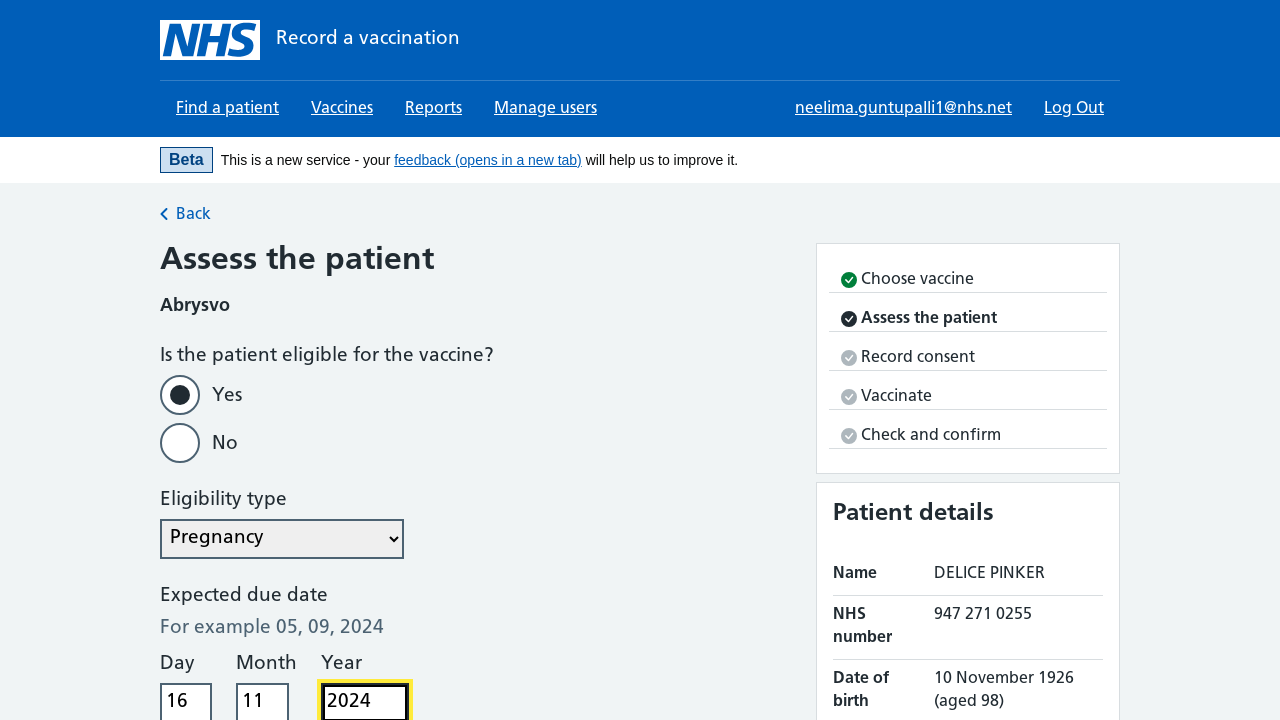 NHS Record a vaccination
Find a patient Vaccines Reports Manage users neelima.guntupalli1@nhs.net Log Out
Beta This is a new service - your feedback (opens in a new tab) will help us to improve it.
Back
Assess the patient
Abrysvo
Is the patient eligible for the vaccine?
Yes
No
Eligibility type
Pregnancy
Expected due date
For example 05, 09, 2024
Day Month Year
16 11 2024
Choose vaccine
Assess the patient
Record consent
Vaccinate
Check and confirm
Patient details
Name DELICE PINKER
NHS number 947 271 0255
Date of birth 10 November 1926 (aged 98)